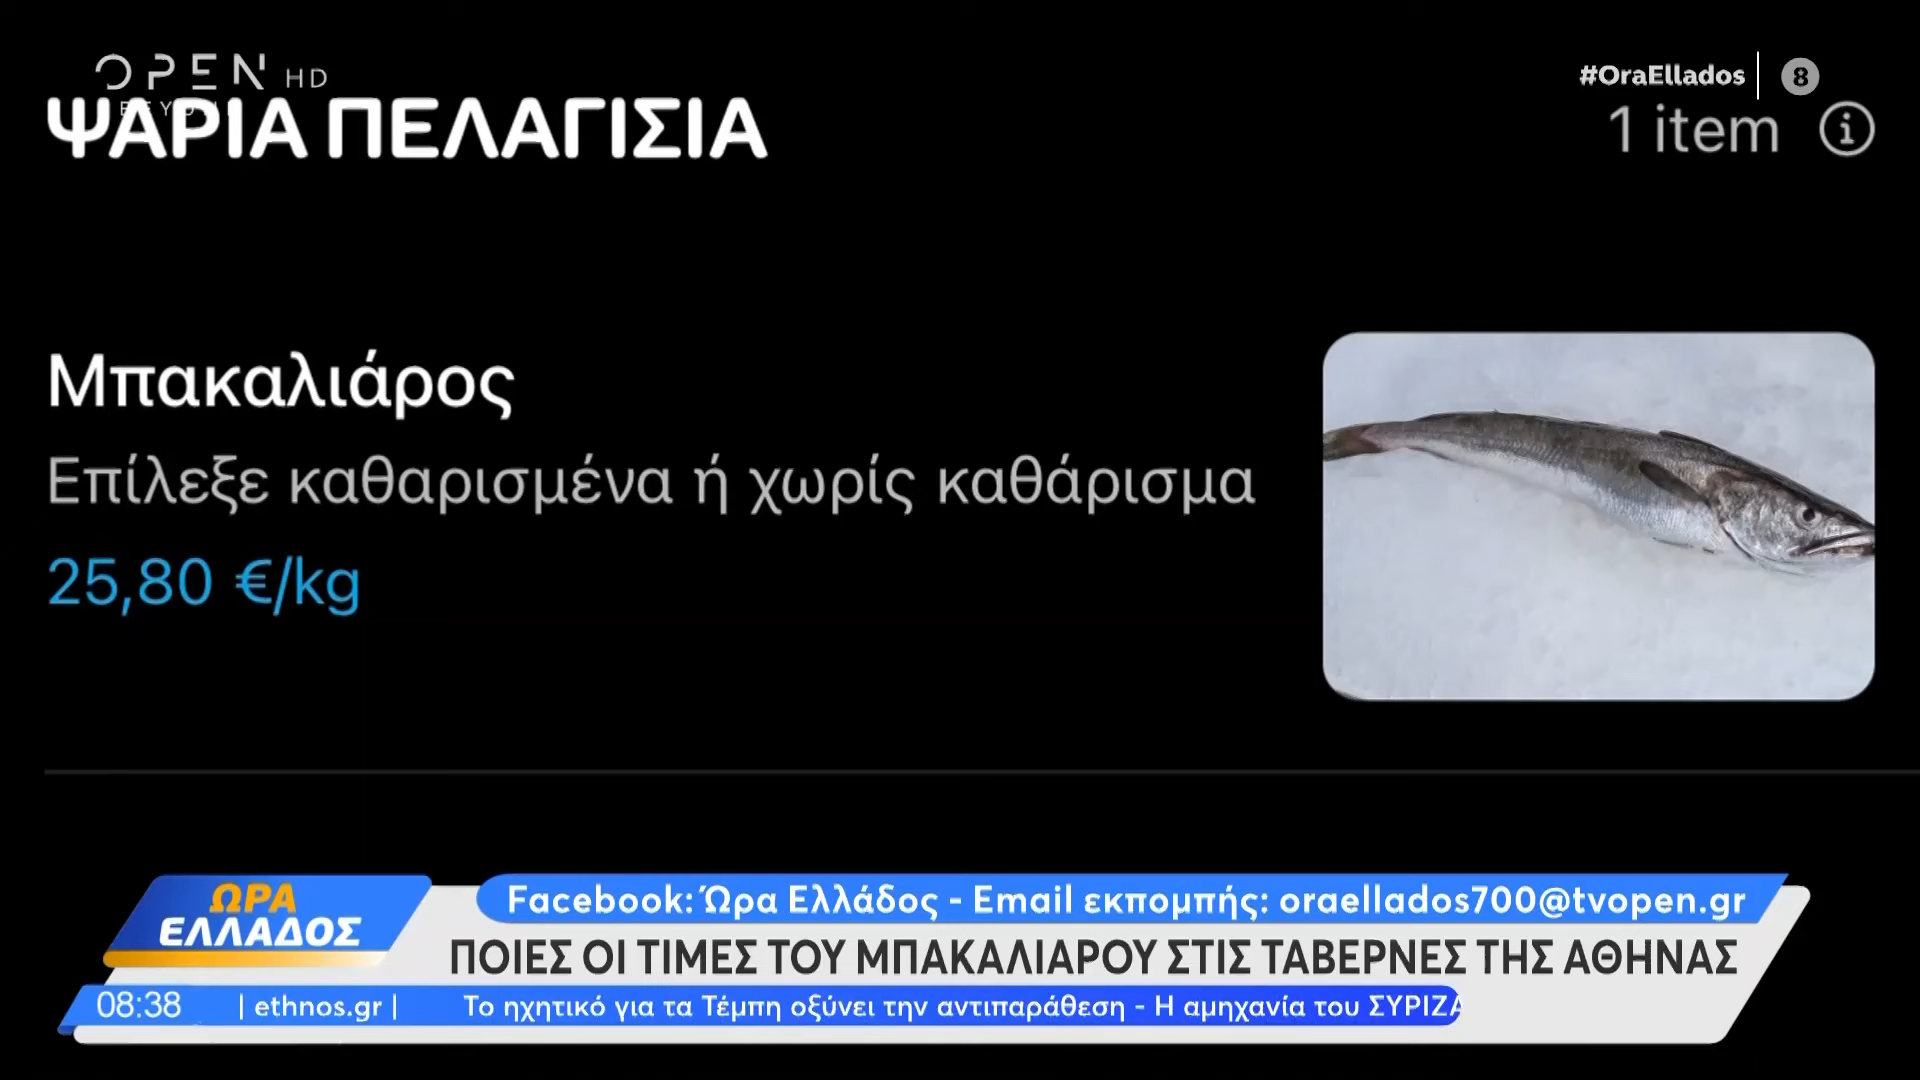 OPEN HD
#OraEllados
8
ΨΑΡΙΑ ΠΕΛΑΓΙΣΙΑ
1 item
Μπακαλιάρος
Επίλεξε καθαρισμένα ή χωρίς καθάρισμα
25,80 €/kg
ΩΡΑ
ΕΛΛΑΔΟΣ
Facebook: Ώρα Ελλάδος - Email εκπομπής: oraellados700@tvopen.gr
ΠΟΙΕΣ ΟΙ ΤΙΜΕΣ ΤΟΥ ΜΠΑΚΑΛΙΑΡΟΥ ΣΤΙΣ ΤΑΒΕΡΝΕΣ ΤΗΣ ΑΘΗΝΑΣ
08:38 | ethnos.gr | Το ηχητικό για τα Τέμπη οξύνει την αντιπαράθεση - Η αμηχανία του ΣΥΡΙΖΑ